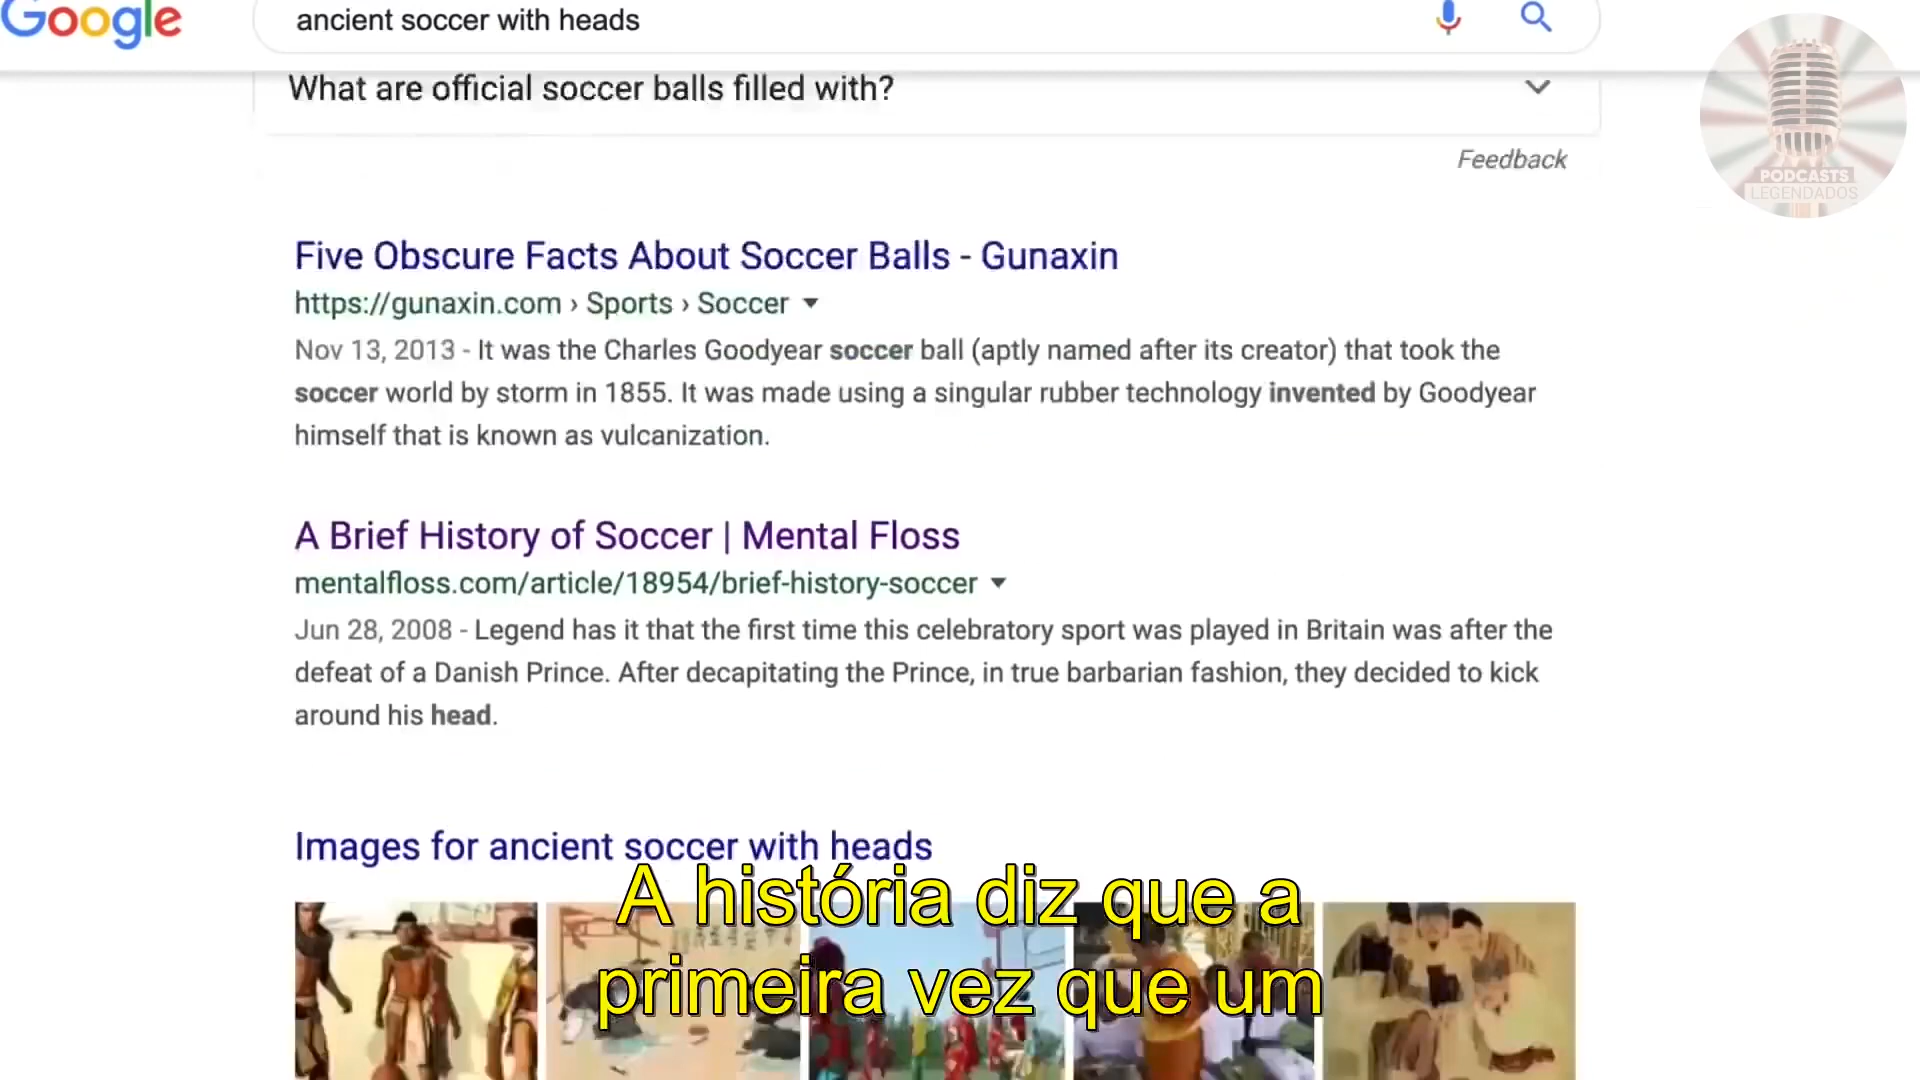 Google
ancient soccer with heads
What are official soccer balls filled with?
Feedback
PODCASTS
LEGENDADOS
Five Obscure Facts About Soccer Balls - Gunaxin
https://gunaxin.com › Sports › Soccer
Nov 13, 2013 - It was the Charles Goodyear soccer ball (aptly named after its creator) that took the
soccer world by storm in 1855. It was made using a singular rubber technology invented by Goodyear
himself that is known as vulcanization.
A Brief History of Soccer | Mental Floss
mentalfloss.com/article/18954/brief-history-soccer
Jun 28, 2008 - Legend has it that the first time this celebratory sport was played in Britain was after the
defeat of a Danish Prince. After decapitating the Prince, in true barbarian fashion, they decided to kick
around his head.
Images for ancient soccer with heads
A história diz que a
primeira vez que um